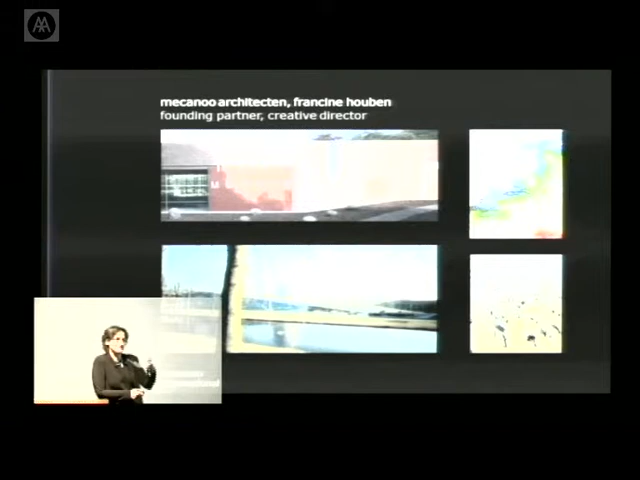 mecanoo architecten, francine houben
founding partner, creative director